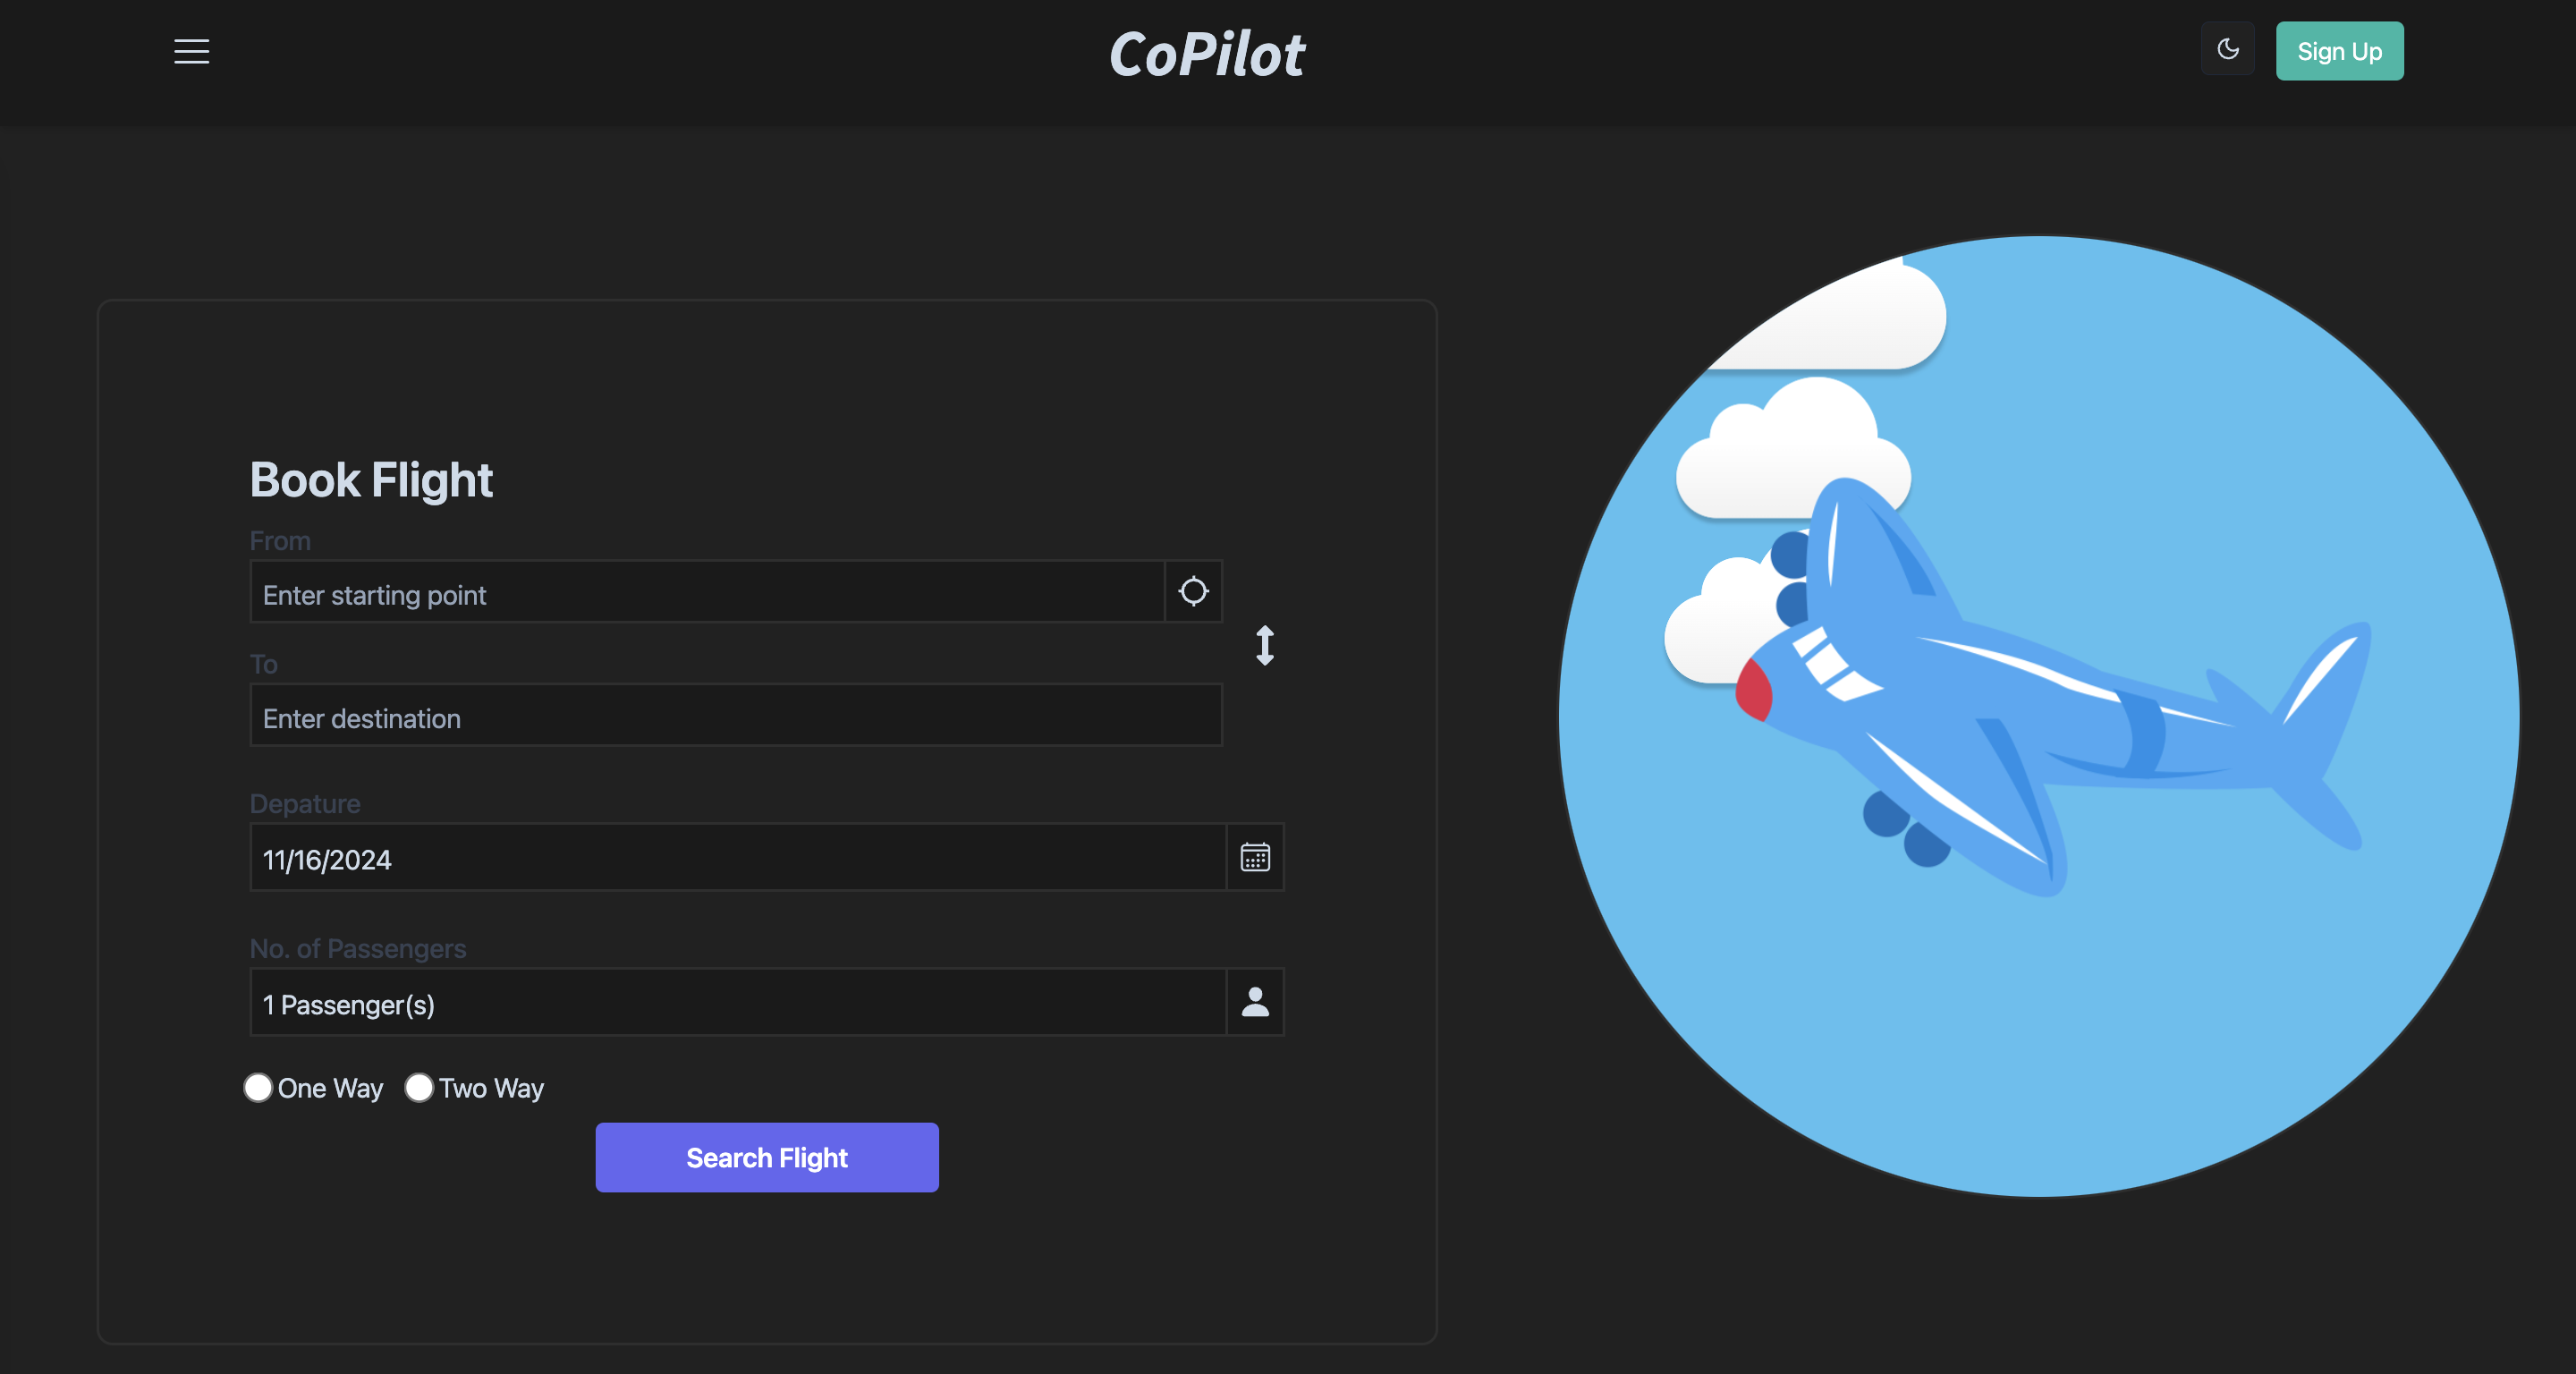 CoPilot
Sign Up
Book Flight
From
Enter starting point
To
Enter destination
Depature
11/16/2024
No. of Passengers
1 Passenger(s)
One Way Two Way
Search Flight